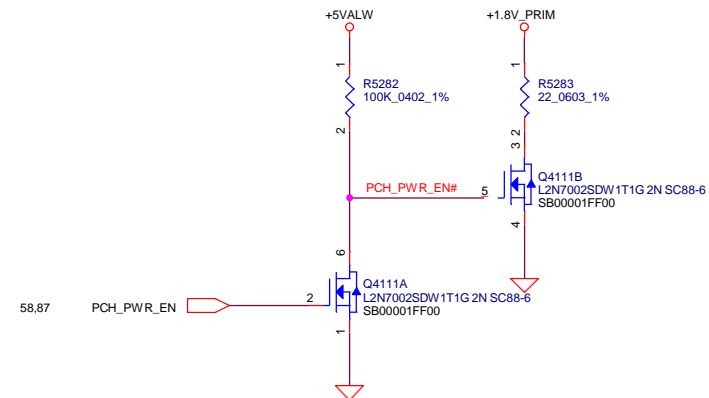 +5VALW
+1.8V_PRIM
1
R5282
100K_0402_1%
2
1
R5283
22_0603_1%
2
3
PCH_PWR_EN#
5
Q4111B
L2N7002SDW1T1G 2N SC88-6
SB00001FF00
4
6
Q4111A
L2N7002SDW1T1G 2N SC88-6
SB00001FF00
58,87
PCH_PWR_EN
2
1